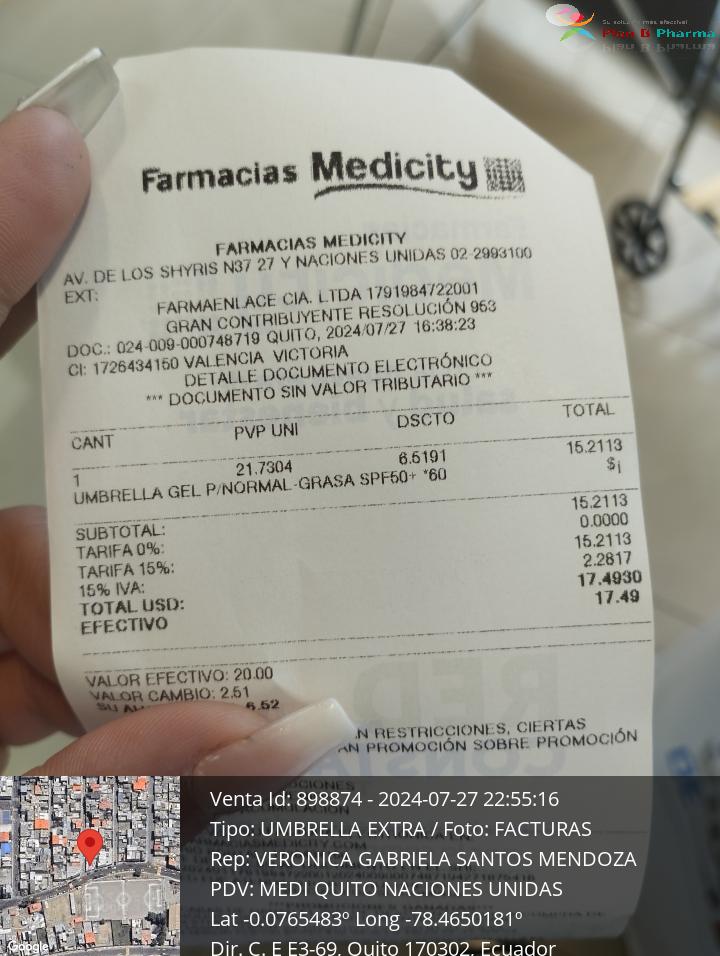 Su solución más efectiva!
Plan B Pharma
Farmacias Medicity
FARMACIAS MEDICITY
AV. DE LOS SHYRIS N37 27 Y NACIONES UNIDAS 02-2993100
EXT:
FARMAENLACE CIA. LTDA 1791984722001
GRAN CONTRIBUYENTE RESOLUCIÓN 953
DOC.: 024-009-000748719 QUITO, 2024/07/27 16:38:23
CI: 1726434150 VALENCIA VICTORIA
DETALLE DOCUMENTO ELECTRÓNICO
*** DOCUMENTO SIN VALOR TRIBUTARIO ***
CANT PVP UNI DSCTO TOTAL
1 21.7304 6.5191 15.2113
UMBRELLA GEL P/NORMAL-GRASA SPF50+ *60 $¡
SUBTOTAL: 15.2113
TARIFA 0%: 0.0000
TARIFA 15%: 15.2113
15% IVA: 2.2817
TOTAL USD: 17.4930
EFECTIVO 17.49
VALOR EFECTIVO: 20.00
VALOR CAMBIO: 2.51
SU 6.52
RESTRICCIONES, CIERTAS
PROMOCIÓN SOBRE PROMOCIÓN
Venta Id: 898874 - 2024-07-27 22:55:16
Tipo: UMBRELLA EXTRA / Foto: FACTURAS
Rep: VERONICA GABRIELA SANTOS MENDOZA
PDV: MEDI QUITO NACIONES UNIDAS
Lat -0.0765483º Long -78.4650181º
Dir. C. E E3-69, Quito 170302, Ecuador
Google